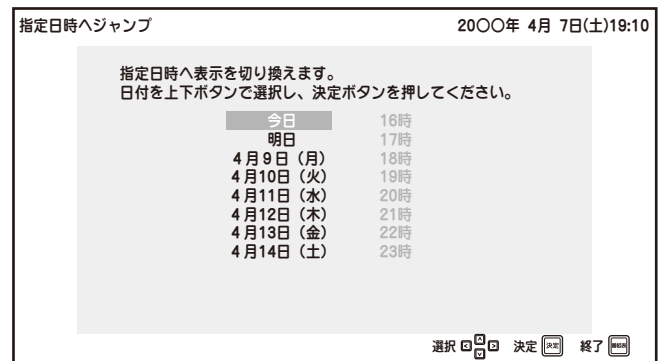 指定日時へジャンプ 20〇〇年 4月 7日(土)19:10
指定日時へ表示を切り換えます。
日付を上下ボタンで選択し、決定ボタンを押してください。
今日 16時
明日 17時
4月9日（月） 18時
4月10日（火） 19時
4月11日（水） 20時
4月12日（木） 21時
4月13日（金） 22時
4月14日（土） 23時
選択 決定 決定 終了 番組表